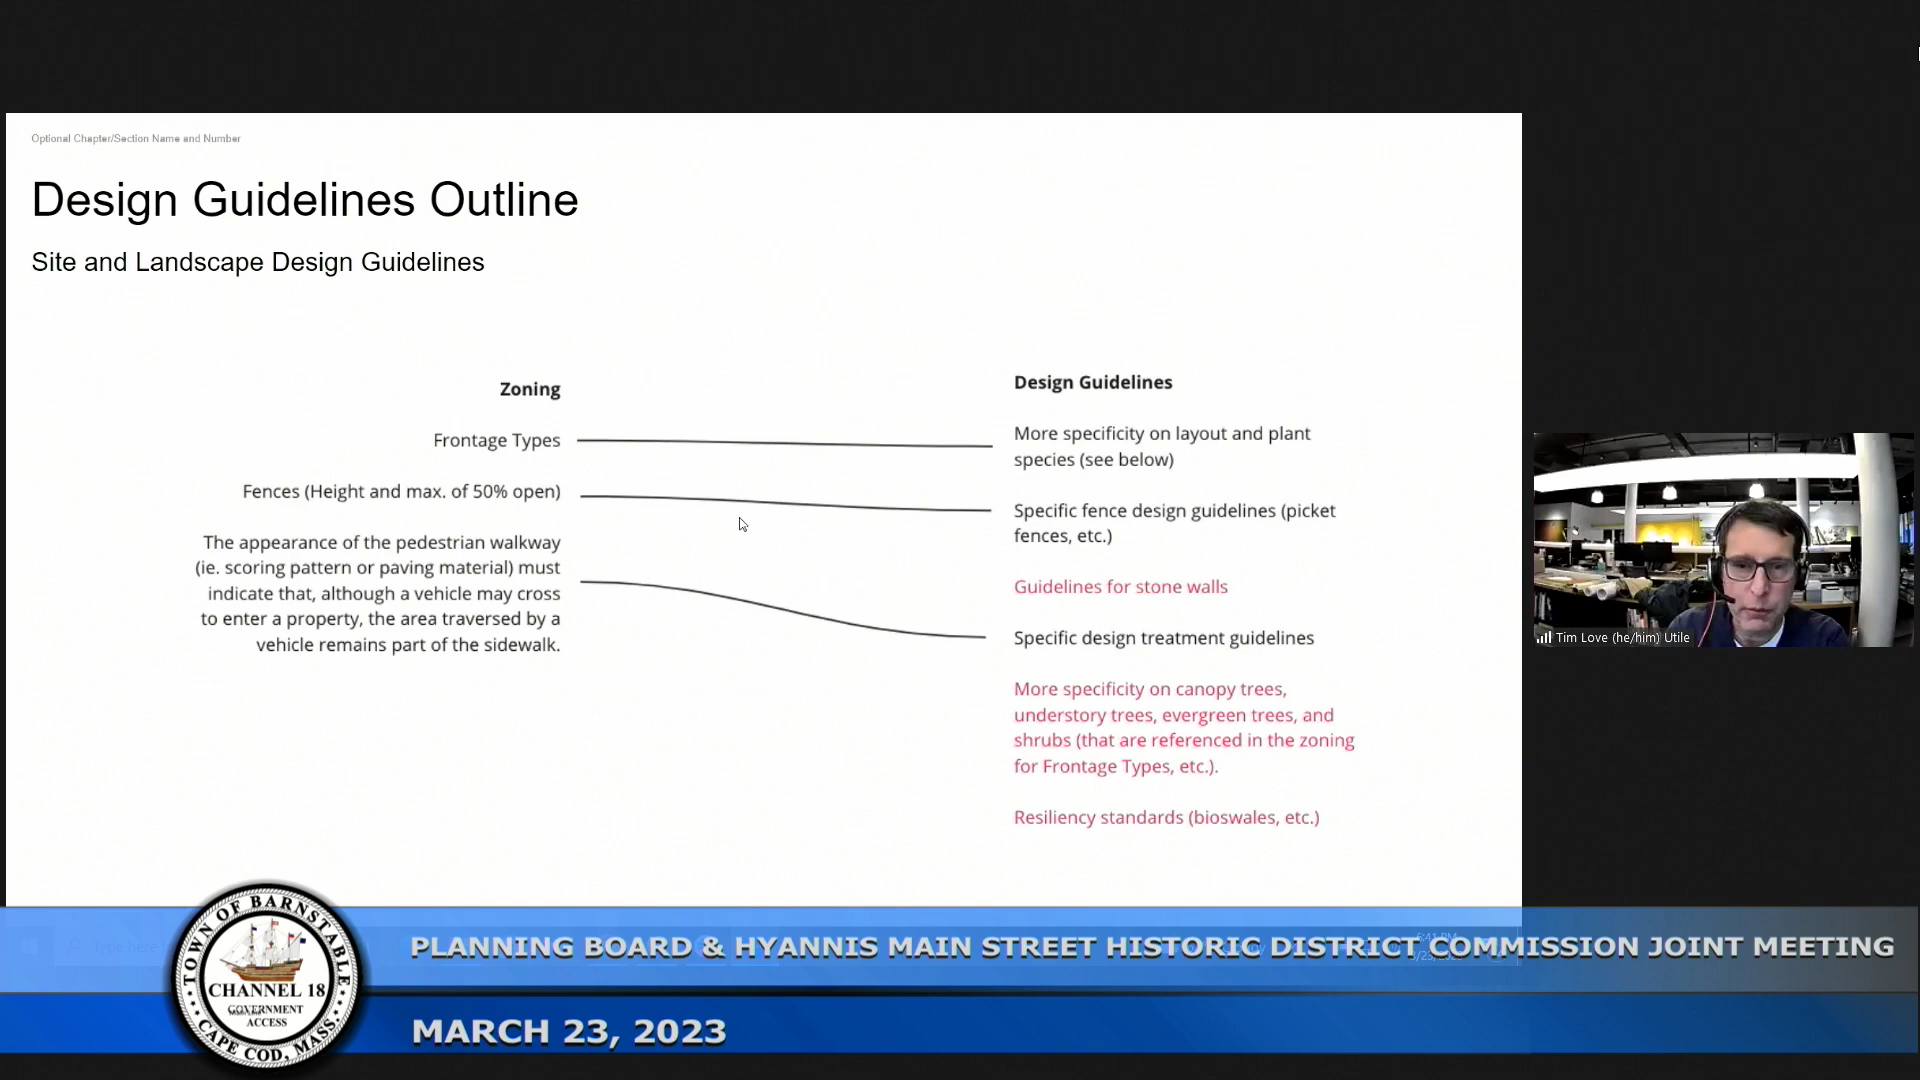 Optional Chapter/Section Name and Number
Design Guidelines Outline
Site and Landscape Design Guidelines
Zoning
Frontage Types
Fences (Height and max. of 50% open)
The appearance of the pedestrian walkway
(ie. scoring pattern or paving material) must
indicate that, although a vehicle may cross
to enter a property, the area traversed by a
vehicle remains part of the sidewalk.
Design Guidelines
More specificity on layout and plant
species (see below)
Specific fence design guidelines (picket
fences, etc.)
Guidelines for stone walls
Specific design treatment guidelines
More specificity on canopy trees,
understory trees, evergreen trees, and
shrubs (that are referenced in the zoning
for Frontage Types, etc.).
Resiliency standards (bioswales, etc.)
Tim Love (he/him) Utile
TOWN OF BARNSTABLE
CHANNEL 18
GOVERNMENT
ACCESS
CAPE COD, MASS.
PLANNING BOARD & HYANNIS MAIN STREET HISTORIC DISTRICT COMMISSION JOINT MEETING
MARCH 23, 2023